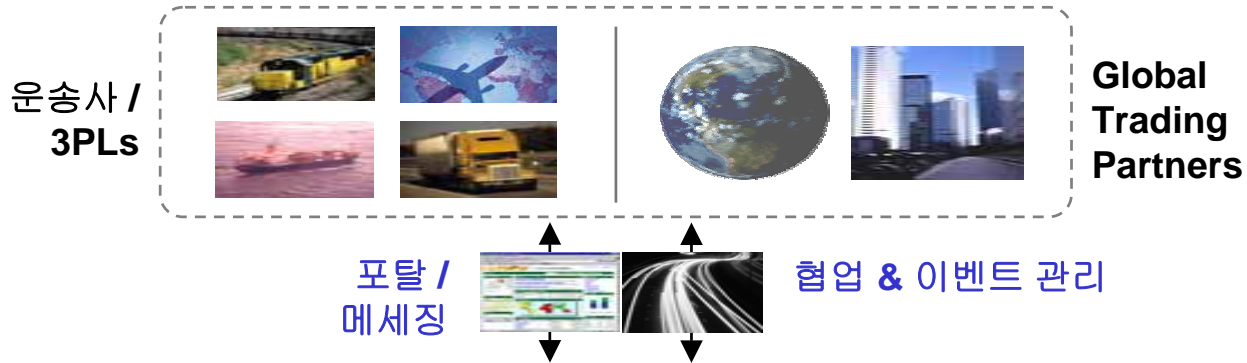 운송사 /
3PLs
Global
Trading
Partners
포탈 /
메세징
협업 & 이벤트 관리